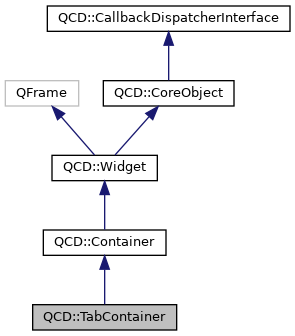 QCD::CallbackDispatcherInterface
QFrame
QCD::CoreObject
QCD::Widget
QCD::Container
QCD::TabContainer